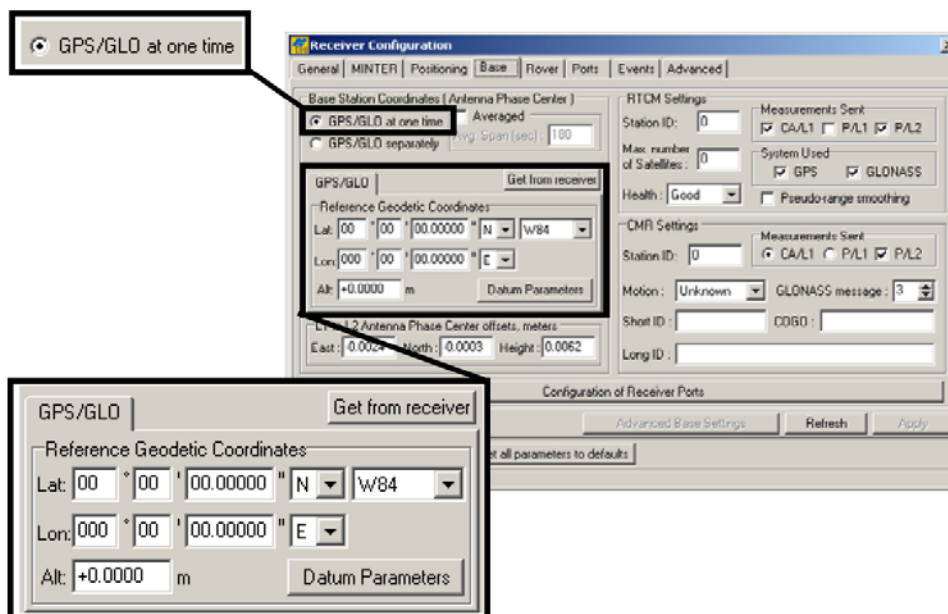 GPS/GLO at one time
Receiver Configuration
General MINTER Positioning Base Rover Ports Events Advanced
Base Station Coordinates (Antenna Phase Center)
GPS/GLO at one time
Averaged
GPS/GLO separately
Avg. Span (sec): 180
GPS/GLO
Get from receiver
Reference Geodetic Coordinates
Lat: 00 ° 00 ' 00.00000 " N W84
Lon: 000 ° 00 ' 00.00000 " E
Alt: +0.0000 m Datum Parameters
L2 Antenna Phase Center offsets, meters
East: -0.0024 North: -0.0003 Height: 0.0062
RTCM Settings
Station ID: 0
Measurements Sent
CA/L1 P/L1 P/L2
Max. number
of Satellites: 0
System Used
GPS GLONASS
Health: Good
Pseudo-range smoothing
CMR Settings
Station ID: 0
Measurements Sent
CA/L1 P/L1 P/L2
Motion: Unknown GLONASS message: 3
Short ID: COGO:
Long ID:
Configuration of Receiver Ports
Advanced Base Settings Refresh Apply
all parameters to defaults
GPS/GLO
Get from receiver
Reference Geodetic Coordinates
Lat: 00 ° 00 ' 00.00000 " N W84
Lon: 000 ° 00 ' 00.00000 " E
Alt: +0.0000 m Datum Parameters